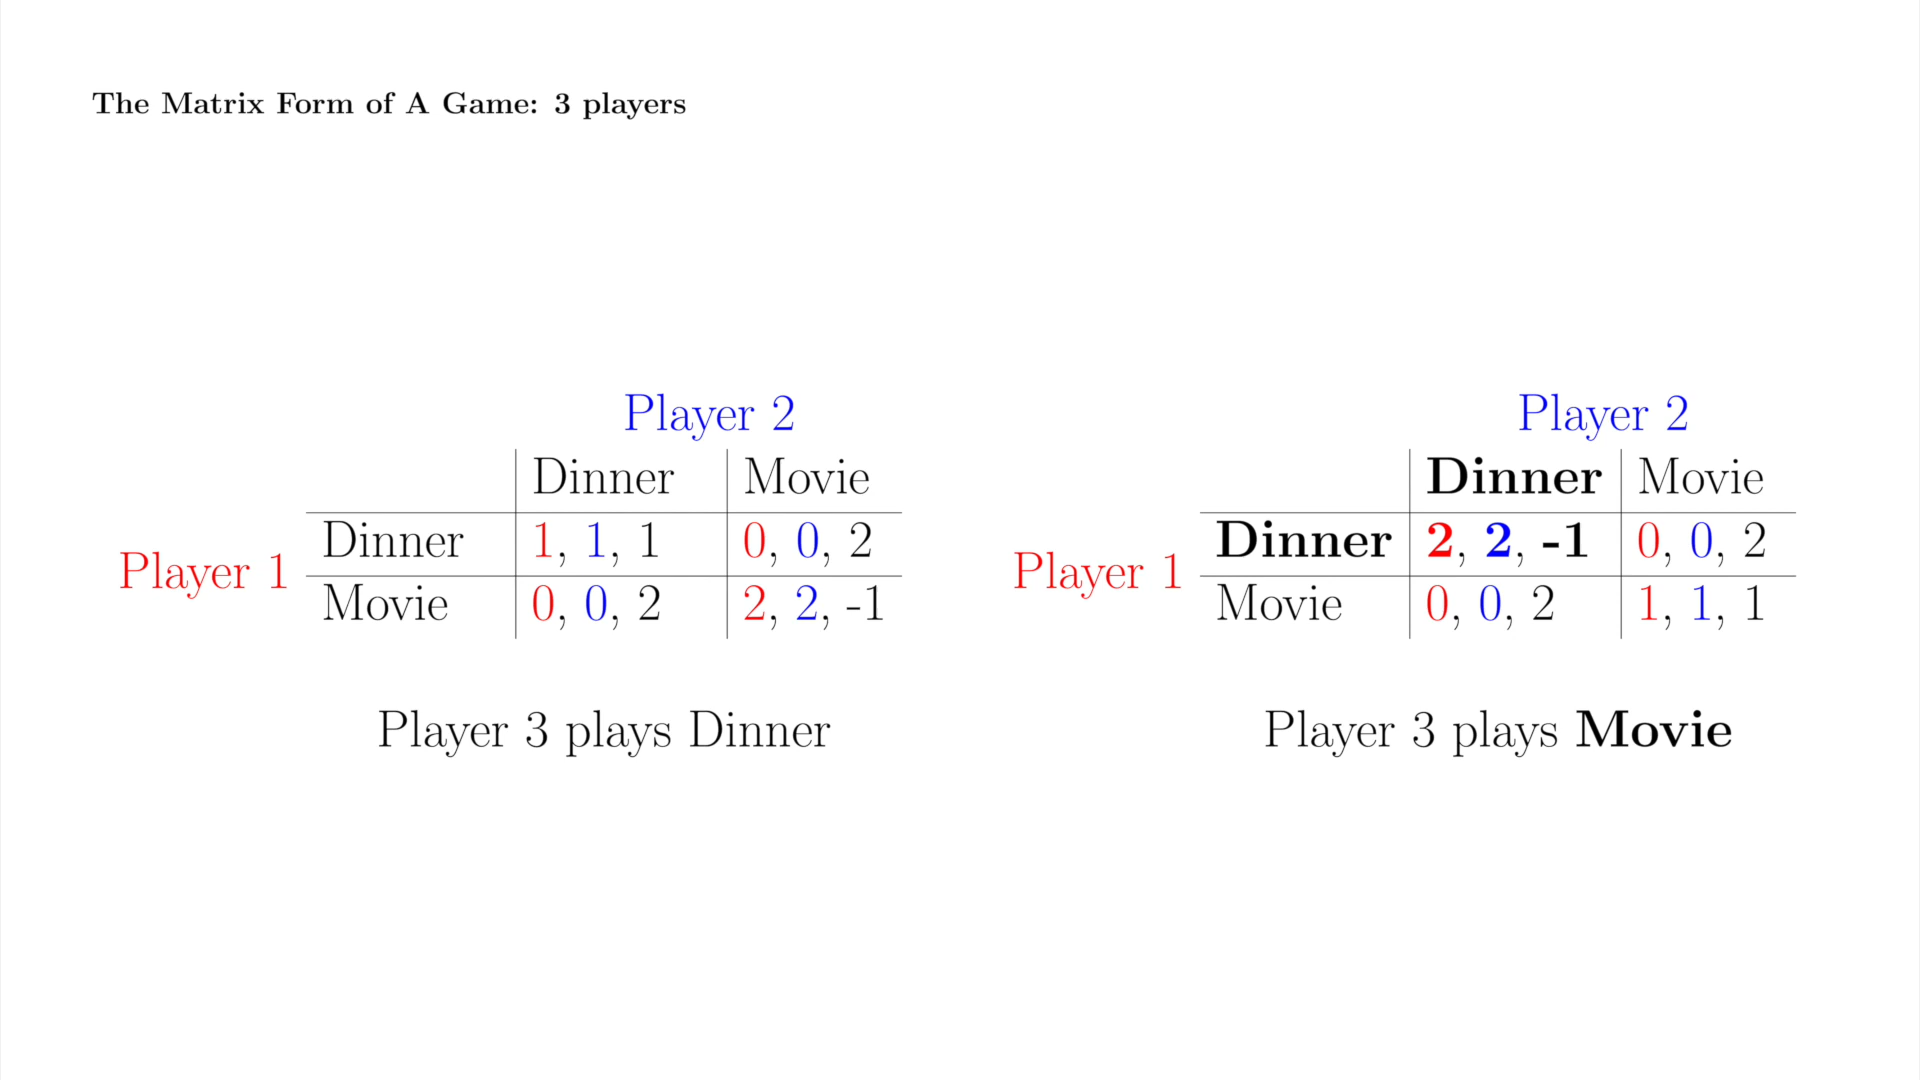 The Matrix Form of A Game: 3 players
Player 2
Dinner Movie
Player 1
Dinner 1, 1, 1 0, 0, 2
Movie 0, 0, 2 2, 2, -1
Player 3 plays Dinner
Player 2
Dinner Movie
Player 1
Dinner 2, 2, -1 0, 0, 2
Movie 0, 0, 2 1, 1, 1
Player 3 plays Movie